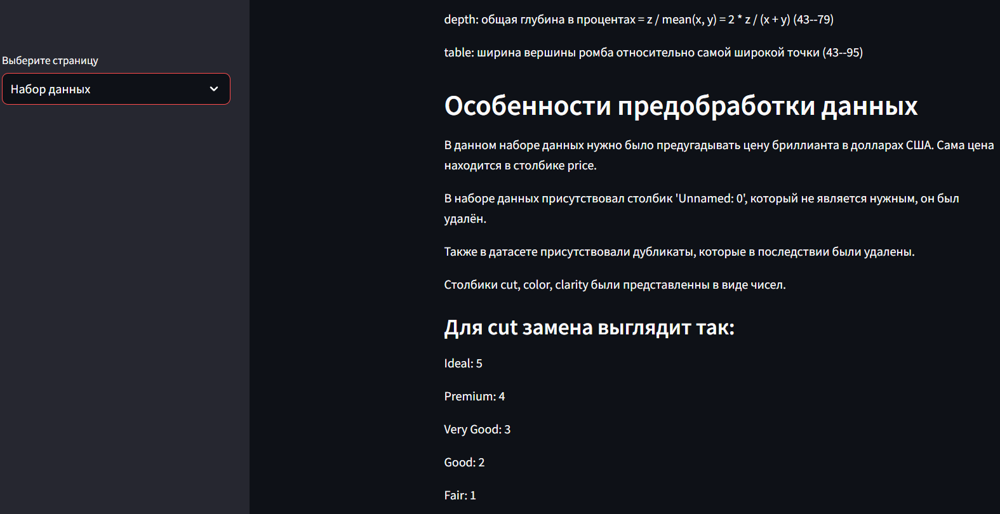 Выберите страницу
Набор данных
depth: общая глубина в процентах = z / mean(x, y) = 2 * z / (x + y) (43--79)
table: ширина вершины ромба относительно самой широкой точки (43--95)
Особенности предобработки данных
В данном наборе данных нужно было предугадывать цену бриллианта в долларах США. Сама цена
находится в столбике price.
В наборе данных присутствовал столбик 'Unnamed: 0', который не является нужным, он был
удалён.
Также в датасете присутствовали дубликаты, которые в последствии были удалены.
Столбики cut, color, clarity были представленны в виде чисел.
Для cut замена выглядит так:
Ideal: 5
Premium: 4
Very Good: 3
Good: 2
Fair: 1